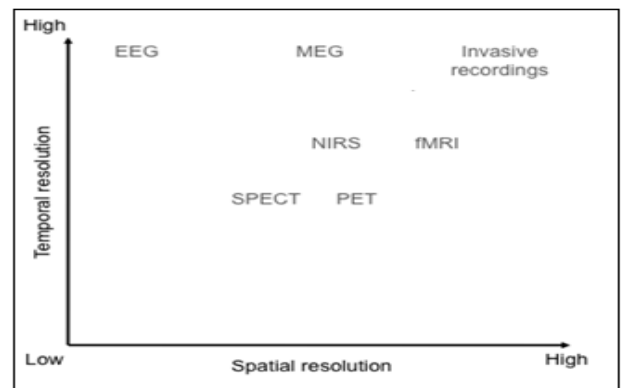 High
EEG
MEG
Invasive
recordings
NIRS
fMRI
Temporal resolution
SPECT
PET
Low
Spatial resolution
High